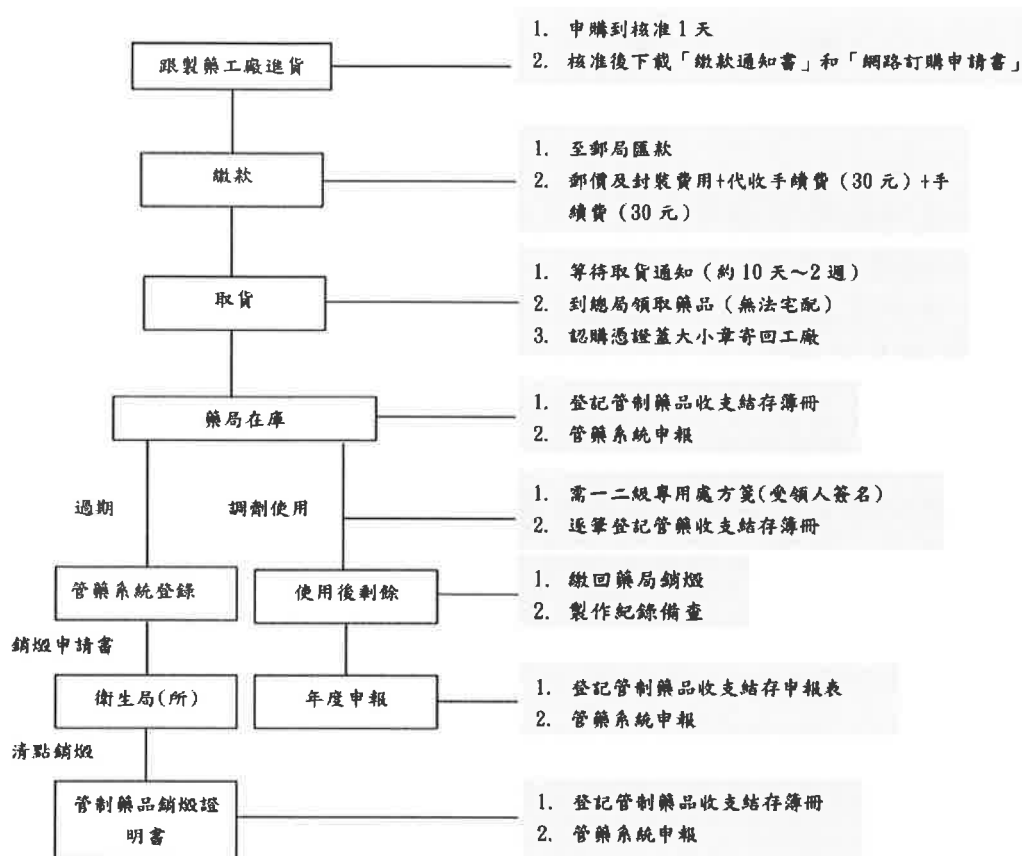 跟製藥工廠進貨
1. 申購到核准1天
2. 核准後下載「繳款通知書」和「網路訂購申請書」
繳款
1. 至郵局匯款
2. 郵價及封裝費用+代收手續費（30元）+手
續費（30元）
取貨
1. 等待取貨通知（約10天～2週）
2. 到總局領取藥品（無法宅配）
3. 認購憑證蓋大小章寄回工廠
藥局在庫
1. 登記管制藥品收支結存簿冊
2. 管藥系統申報
過期
調劑使用
1. 需一二級專用處方箋(受領人簽名)
2. 逐筆登記管藥收支結存簿冊
管藥系統登錄
使用後剩餘
1. 繳回藥局銷燬
2. 製作紀錄備查
銷燬申請書
衛生局(所)
年度申報
1. 登記管制藥品收支結存申報表
2. 管藥系統申報
清點銷燬
管制藥品銷燬證
明書
1. 登記管制藥品收支結存簿冊
2. 管藥系統申報